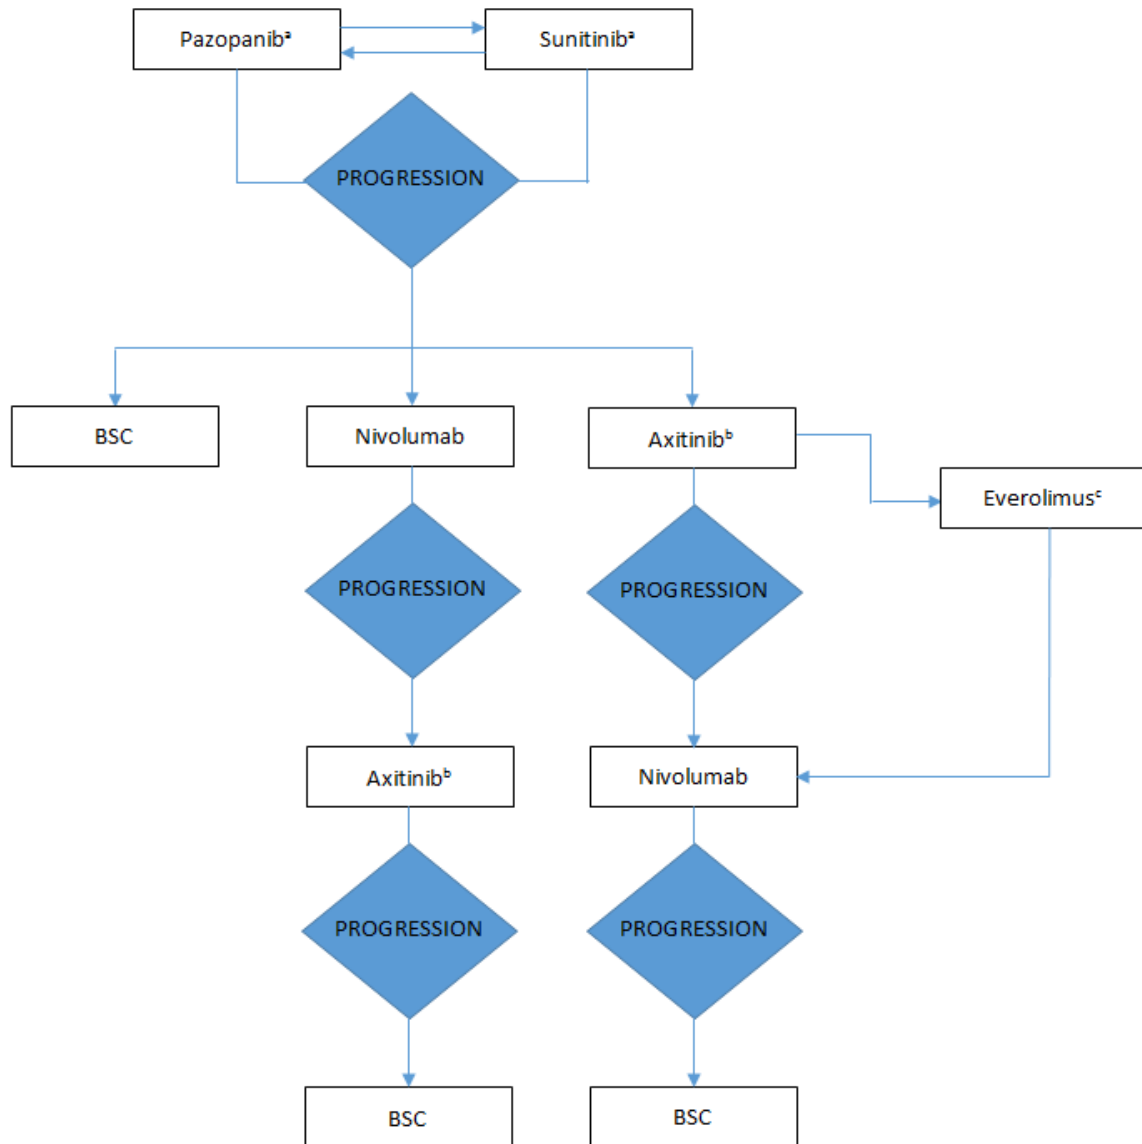 Pazopanibᵃ
Sunitinibᵃ
PROGRESSION
BSC
Nivolumab
Axitinibᵇ
Everolimusᶜ
PROGRESSION
PROGRESSION
Axitinibᵇ
Nivolumab
PROGRESSION
PROGRESSION
BSC
BSC